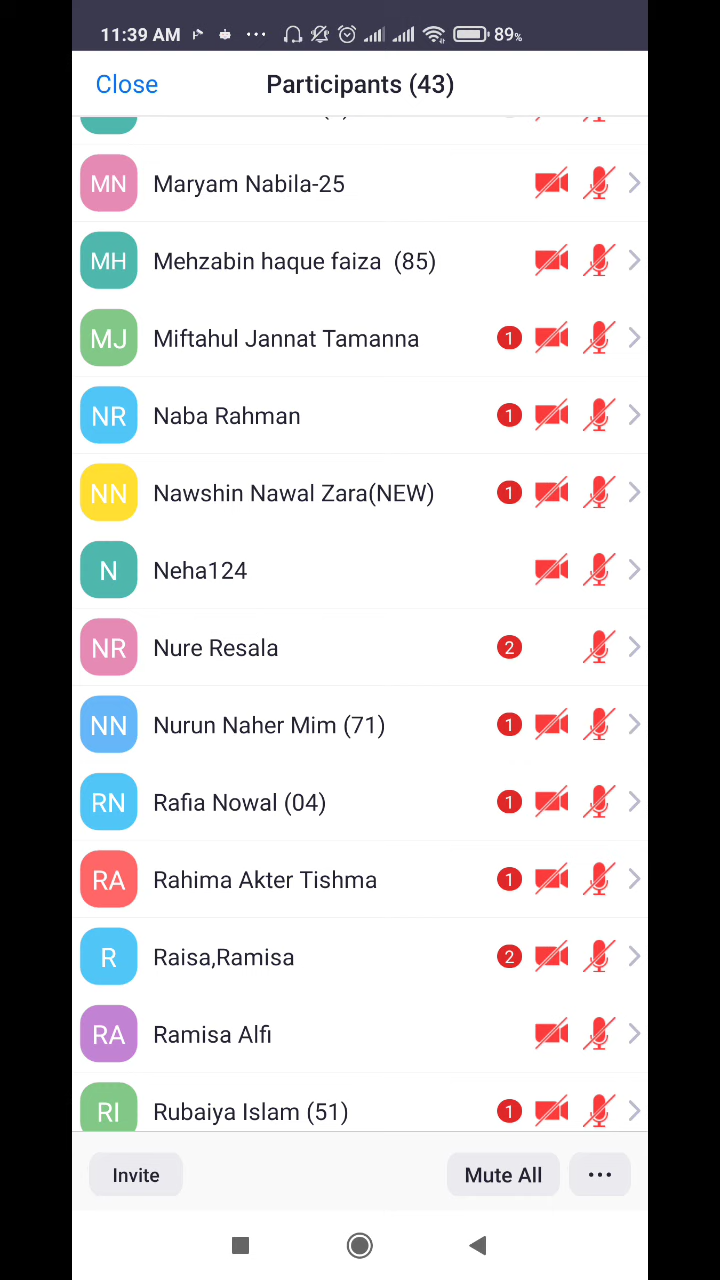 11:39 AM 89%
Close Participants (43)
MN Maryam Nabila-25
MH Mehzabin haque faiza (85)
MJ Miftahul Jannat Tamanna 1
NR Naba Rahman 1
NN Nawshin Nawal Zara(NEW) 1
N Neha124
NR Nure Resala 2
NN Nurun Naher Mim (71) 1
RN Rafia Nowal (04) 1
RA Rahima Akter Tishma 1
R Raisa,Ramisa 2
RA Ramisa Alfi
RI Rubaiya Islam (51) 1
Invite Mute All ...